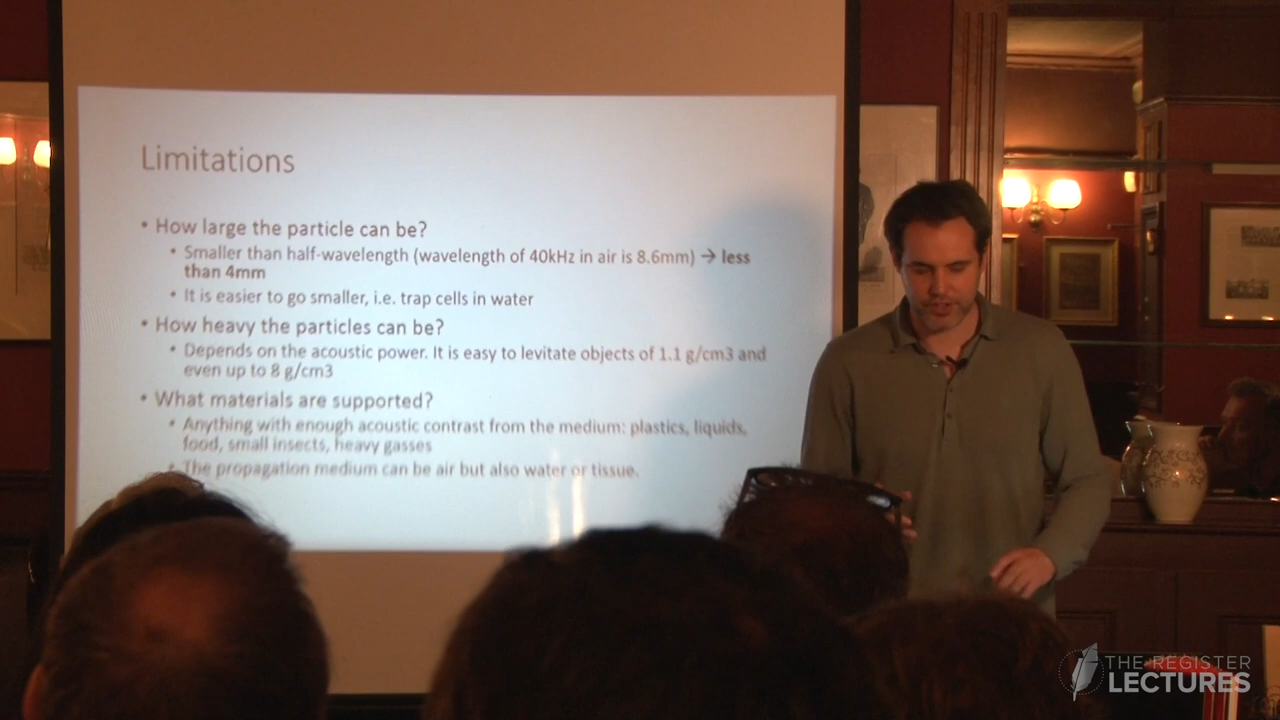 Limitations
• How large the particle can be?
• Smaller than half-wavelength (wavelength of 40kHz in air is 8.6mm) → less
than 4mm
• It is easier to go smaller, i.e. trap cells in water
• How heavy the particles can be?
• Depends on the acoustic power. It is easy to levitate objects of 1.1 g/cm3 and
even up to 8 g/cm3
• What materials are supported?
• Anything with enough acoustic contrast from the medium: plastics, liquids,
food, small insects, heavy gasses
• The propagation medium can be air but also water or tissue.
THE REGISTER
LECTURES